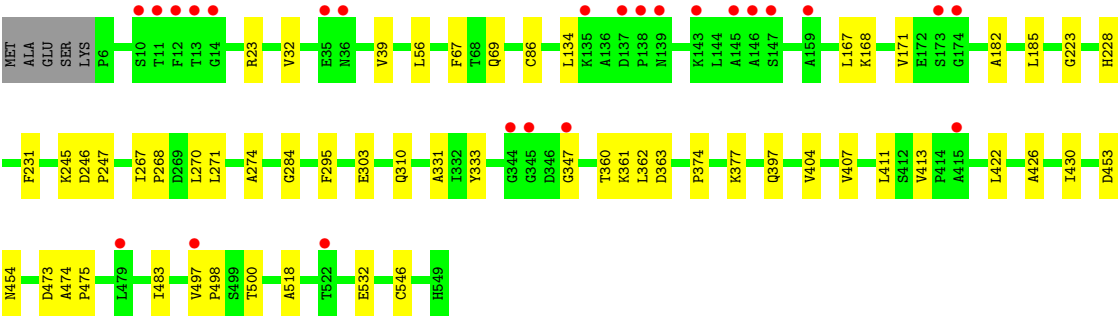 MET ALA GLU SER LYS P6 S10 T11 F12 T13 G14 R23 V32 E35 N36 V39 L56 F67 T68 Q69 C86 L134 K135 A136 D137 P138 N139 K143 L144 A145 A146 S147 A159 L167 K168 V171 E172 S173 G174 A182 L185 G223 H228
F231 K245 D246 P247 I267 P268 D269 L270 L271 A274 G284 F295 E303 Q310 A331 I332 Y333 G344 G345 D346 G347 T360 K361 L362 D363 P374 K377 Q397 V404 V407 L411 S412 V413 P414 A415 L422 A426 I430 D453
N454 D473 A474 P475 L479 I483 V497 P498 S499 T500 A518 T522 E532 C546 H549